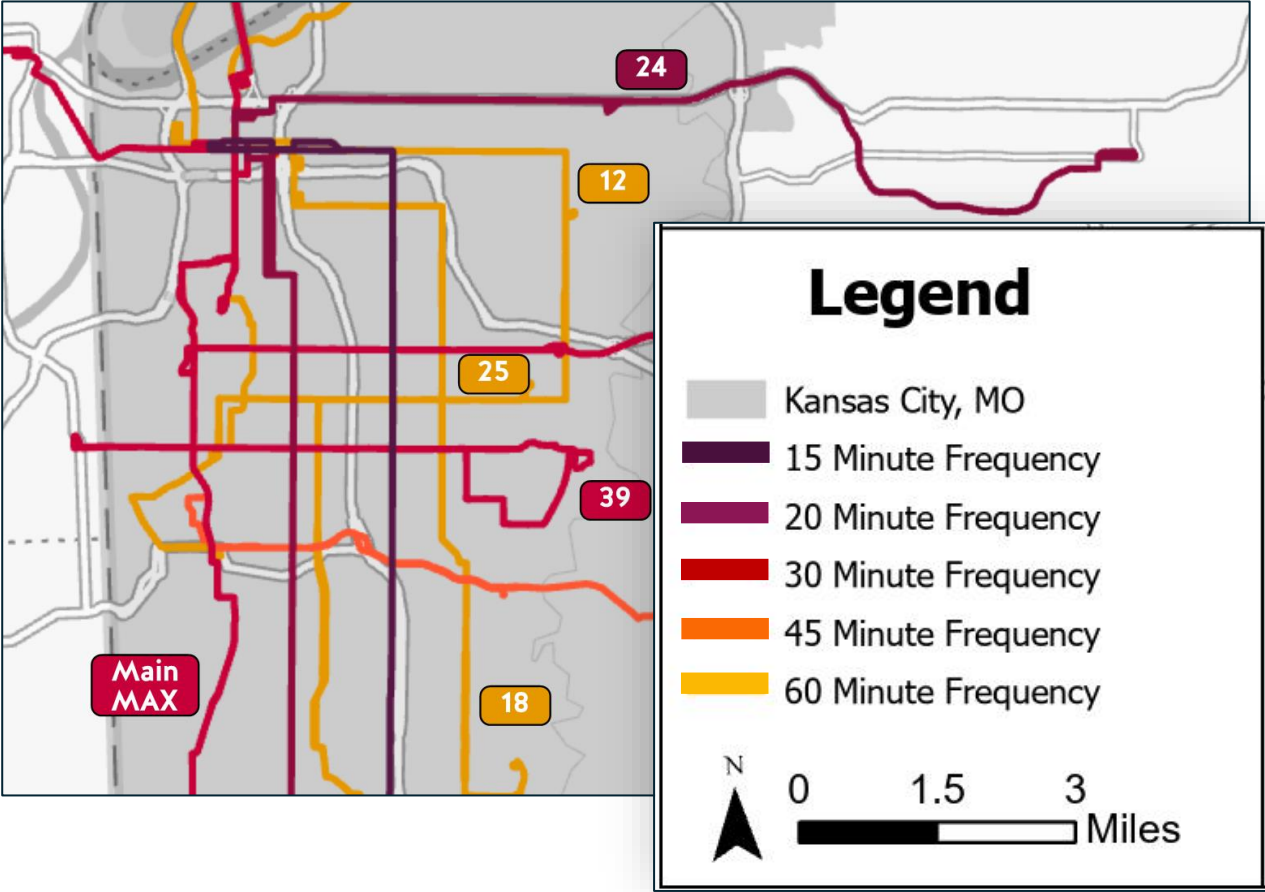 24
12
25
39
Main
MAX
18
Legend
Kansas City, MO
15 Minute Frequency
20 Minute Frequency
30 Minute Frequency
45 Minute Frequency
60 Minute Frequency
N
0 1.5 3
Miles